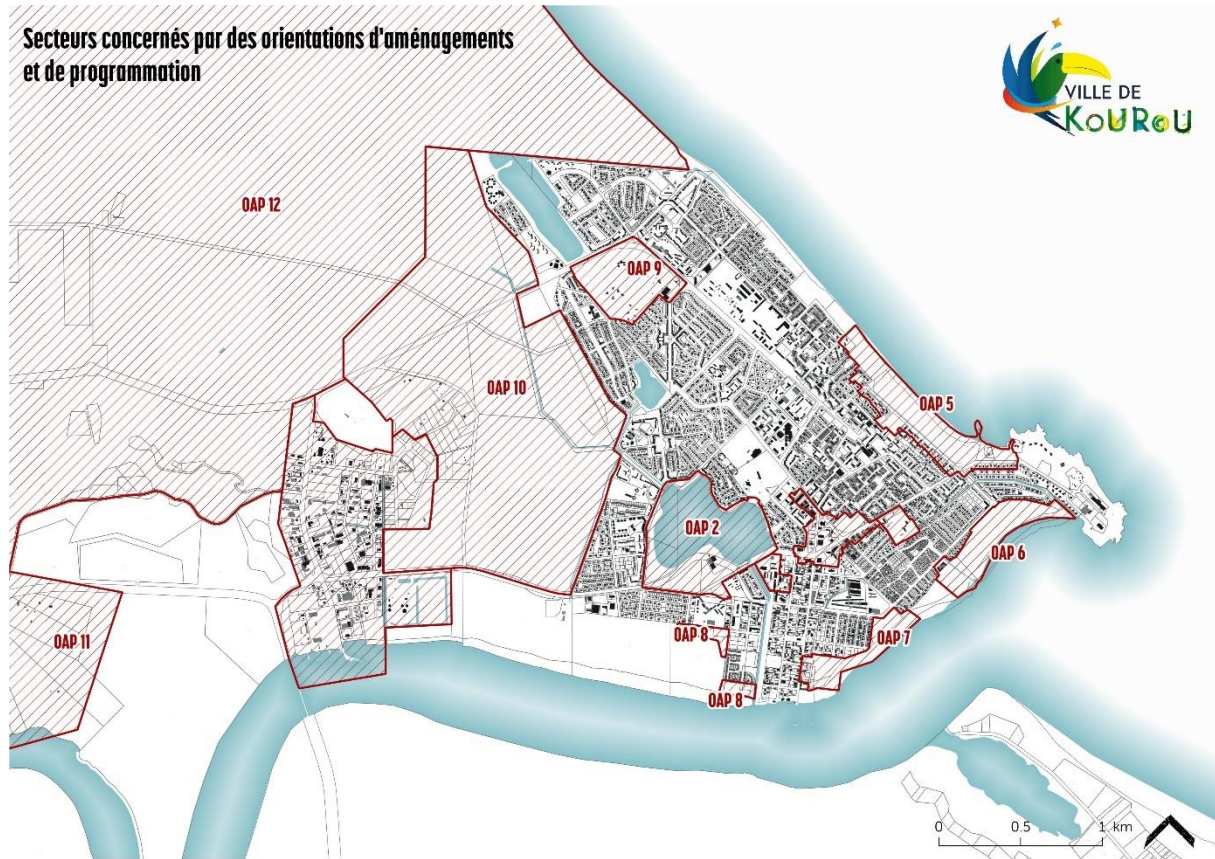 Secteurs concernés par des orientations d'aménagements
et de programmation
VILLE DE
KOUROU
OAP 12
OAP 9
OAP 10
OAP 5
OAP 2
OAP 6
OAP 11
OAP 8
OAP 7
OAP 8
0 0.5 1 km